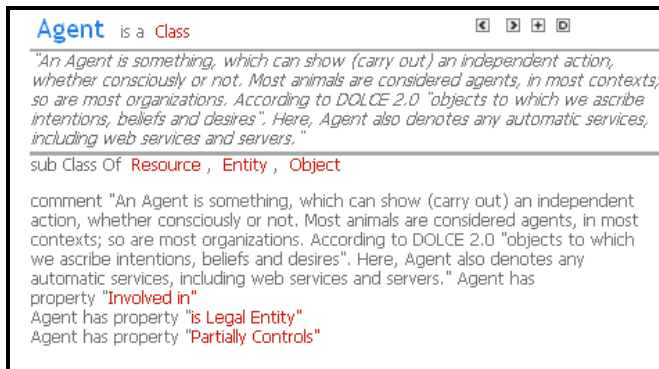 Agent is a Class
"An Agent is something, which can show (carry out) an independent action,
whether consciously or not. Most animals are considered agents, in most contexts;
so are most organizations. According to DOLCE 2.0 "objects to which we ascribe
intentions, beliefs and desires". Here, Agent also denotes any automatic services,
including web services and servers."
sub Class Of Resource , Entity , Object
comment "An Agent is something, which can show (carry out) an independent
action, whether consciously or not. Most animals are considered agents, in most
contexts; so are most organizations. According to DOLCE 2.0 "objects to which
we ascribe intentions, beliefs and desires". Here, Agent also denotes any
automatic services, including web services and servers." Agent has
property "Involved in"
Agent has property "is Legal Entity"
Agent has property "Partially Controls"